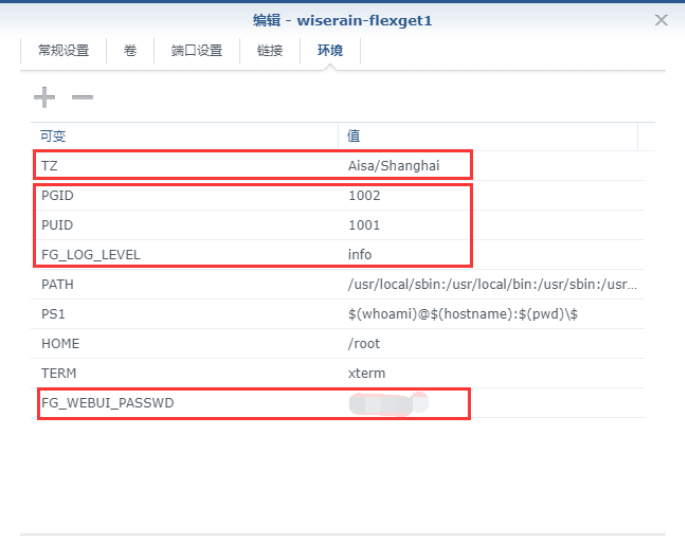 编辑 - wiserain-flexget1
常规设置 卷 端口设置 链接 环境
可变 值
TZ Aisa/Shanghai
PGID 1002
PUID 1001
FG_LOG_LEVEL info
PATH /usr/local/sbin:/usr/local/bin:/usr/sbin:/usr...
PS1 $(whoami)@$(hostname):$(pwd)\$
HOME /root
TERM xterm
FG_WEBUI_PASSWD